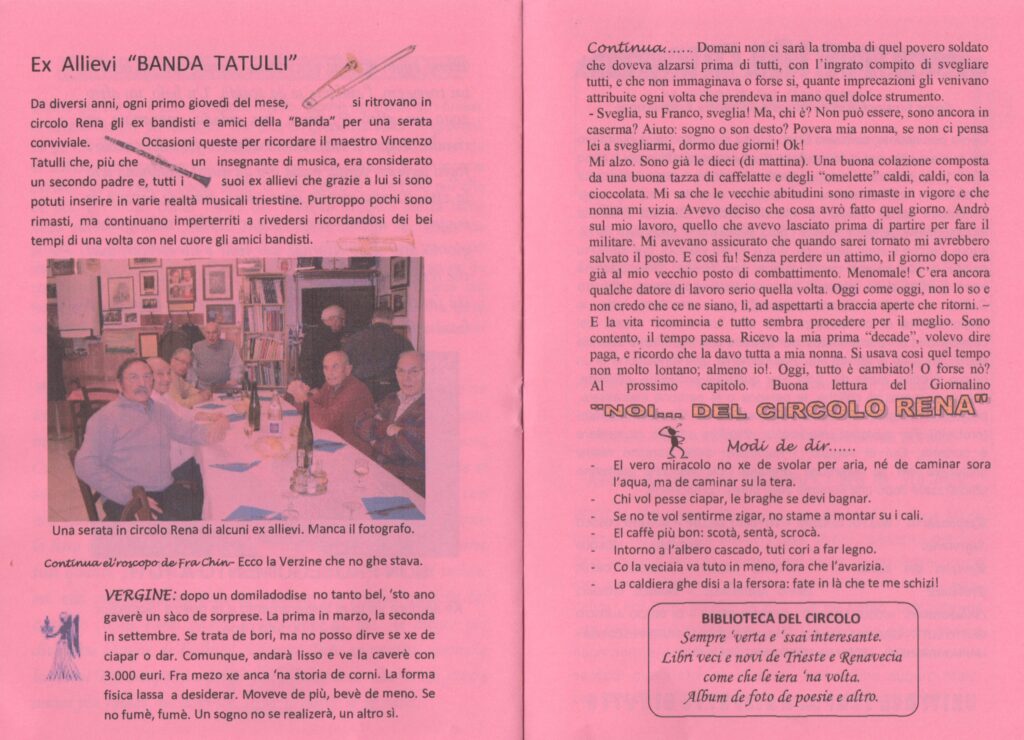 Ex Allievi “BANDA TATULLI”
Da diversi anni, ogni primo giovedì del mese, si ritrovano in
circolo Rena gli ex bandisti e amici della “Banda” per una serata
conviviale. Occasioni queste per ricordare il maestro Vincenzo
Tatulli che, più che un insegnante di musica, era considerato
un secondo padre e, tutti i suoi ex allievi che grazie a lui si sono
potuti inserire in varie realtà musicali triestine. Purtroppo pochi sono
rimasti, ma continuano imperterriti a rivedersi ricordandosi dei bei
tempi di una volta con nel cuore gli amici bandisti.
Una serata in circolo Rena di alcuni ex allievi. Manca il fotografo.
Continua el’roscopo de Fra Chin- Ecco la Verzine che no ghe stava.
VERGINE: dopo un domiladodise no tanto bel, ‘sto ano
gaverè un sàco de sorprese. La prima in marzo, la seconda
in settembre. Se trata de bori, ma no posso dirve se xe de
ciapar o dar. Comunque, andarà lisso e ve la caverè con
3.000 euri. Fra mezo xe anca ‘na storia de corni. La forma
fisica lassa a desiderar. Moveve de più, bevè de meno. Se
no fumè, fumè. Un sogno no se realizerà, un altro sì.
Continua...... Domani non ci sarà la tromba di quel povero soldato
che doveva alzarsi prima di tutti, con l’ingrato compito di svegliare
tutti, e che non immaginava o forse si, quante imprecazioni gli venivano
attribuite ogni volta che prendeva in mano quel dolce strumento.
- Sveglia, su Franco, sveglia! Ma, chi è? Non può essere, sono ancora in
caserma? Aiuto: sogno o son desto? Povera mia nonna, se non ci pensa
lei a svegliarmi, dormo due giorni! Ok!
Mi alzo. Sono già le dieci (di mattina). Una buona colazione composta
da una buona tazza di caffelatte e degli “omelette” caldi, caldi, con la
cioccolata. Mi sa che le vecchie abitudini sono rimaste in vigore e che
nonna mi vizia. Avevo deciso che cosa avrò fatto quel giorno. Andrò
sul mio lavoro, quello che avevo lasciato prima di partire per fare il
militare. Mi avevano assicurato che quando sarei tornato mi avrebbero
salvato il posto. E così fu! Senza perdere un attimo, il giorno dopo era
già al mio vecchio posto di combattimento. Menomale! C’era ancora
qualche datore di lavoro serio quella volta. Oggi come oggi, non lo so e
non credo che ce ne siano, lì, ad aspettarti a braccia aperte che ritorni. –
E la vita ricomincia e tutto sembra procedere per il meglio. Sono
contento, il tempo passa. Ricevo la mia prima “decade”, volevo dire
paga, e ricordo che la davo tutta a mia nonna. Si usava così quel tempo
non molto lontano; almeno io!. Oggi, tutto è cambiato! O forse nò?
Al prossimo capitolo. Buona lettura del Giornalino
"NOI... DEL CIRCOLO RENA"
Modi de dir......
- El vero miracolo no xe de svolar per aria, né de caminar sora
l’aqua, ma de caminar su la tera.
- Chi vol pesse ciapar, le braghe se devi bagnar.
- Se no te vol sentirme zigar, no stame a montar su i cali.
- El caffè più bon: scotà, sentà, scrocà.
- Intorno a l’albero cascado, tuti cori a far legno.
- Co la veciaia va tuto in meno, fora che l’avarizia.
- La caldiera ghe disi a la fersora: fate in là che te me schizi!
BIBLIOTECA DEL CIRCOLO
Sempre ‘verta e ‘ssai interesante.
Libri veci e novi de Trieste e Renavecia
come che le iera ‘na volta.
Album de foto de poesie e altro.